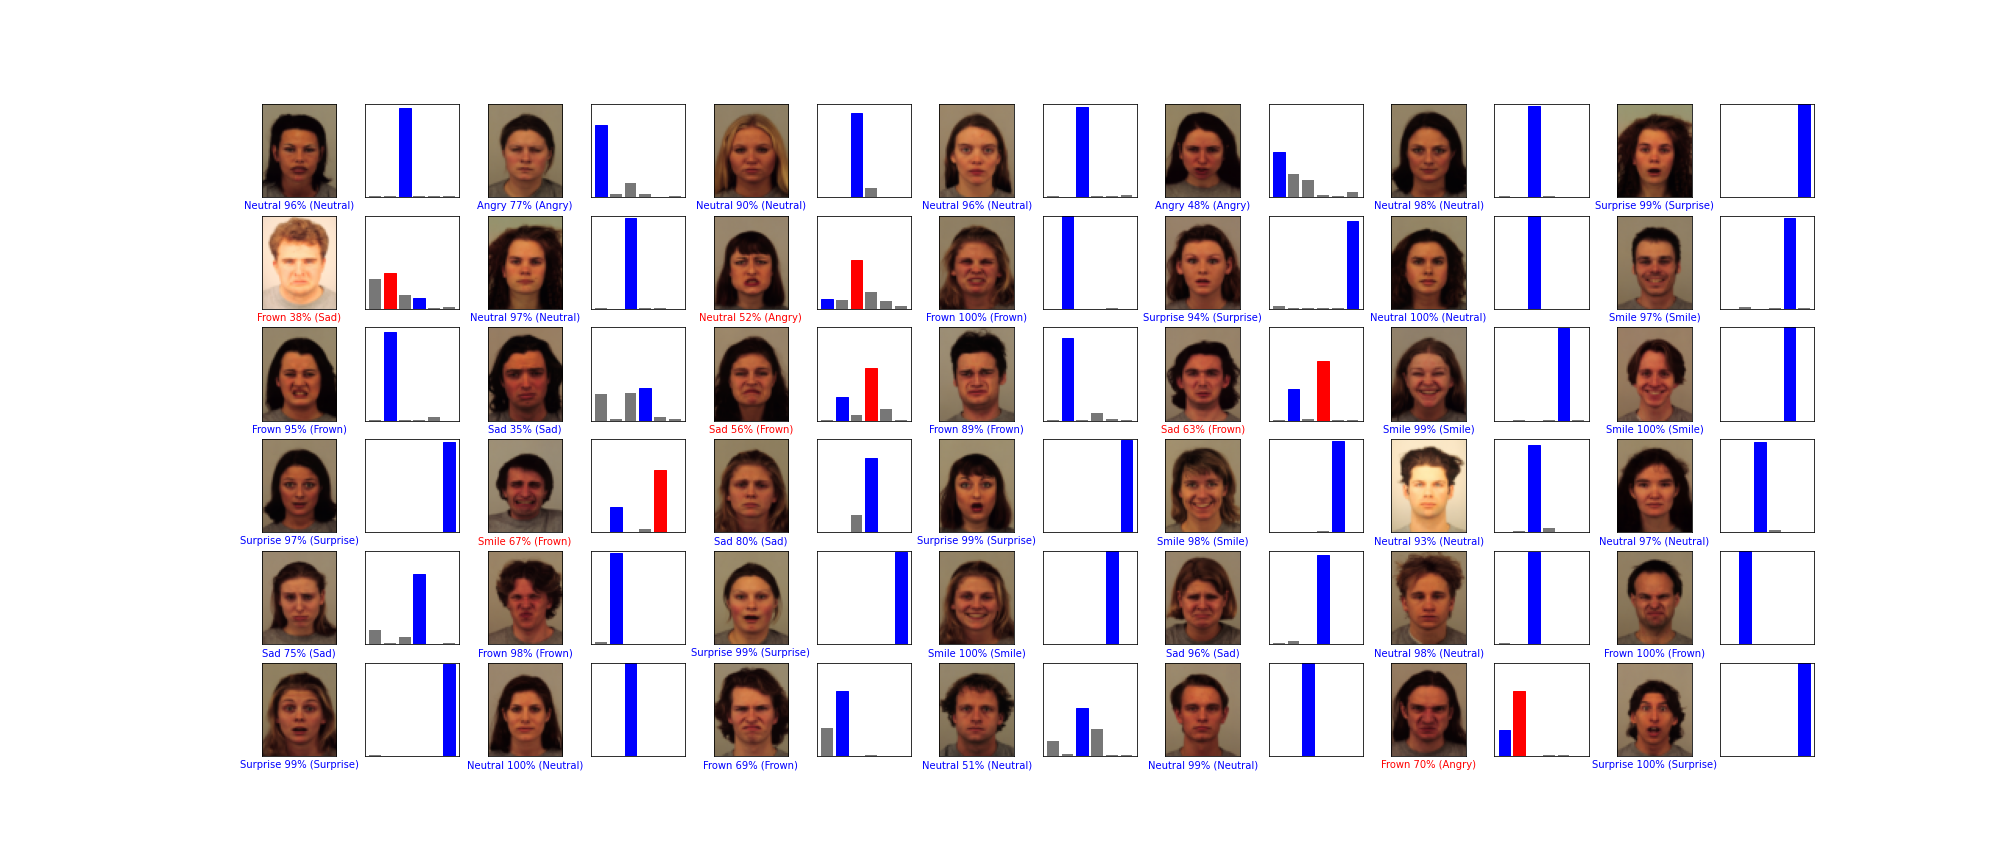 Neutral 96% (Neutral)
Angry 77% (Angry)
Neutral 90% (Neutral)
Neutral 96% (Neutral)
Angry 48% (Angry)
Neutral 98% (Neutral)
Surprise 99% (Surprise)
Frown 38% (Sad)
Neutral 97% (Neutral)
Neutral 52% (Angry)
Frown 100% (Frown)
Surprise 94% (Surprise)
Neutral 100% (Neutral)
Smile 97% (Smile)
Frown 95% (Frown)
Sad 35% (Sad)
Sad 56% (Frown)
Frown 89% (Frown)
Sad 63% (Frown)
Smile 99% (Smile)
Smile 100% (Smile)
Surprise 97% (Surprise)
Smile 67% (Frown)
Sad 80% (Sad)
Surprise 99% (Surprise)
Smile 98% (Smile)
Neutral 93% (Neutral)
Neutral 97% (Neutral)
Sad 75% (Sad)
Frown 98% (Frown)
Surprise 99% (Surprise)
Smile 100% (Smile)
Sad 96% (Sad)
Neutral 98% (Neutral)
Frown 100% (Frown)
Surprise 99% (Surprise)
Neutral 100% (Neutral)
Frown 69% (Frown)
Neutral 51% (Neutral)
Neutral 99% (Neutral)
Frown 70% (Angry)
Surprise 100% (Surprise)